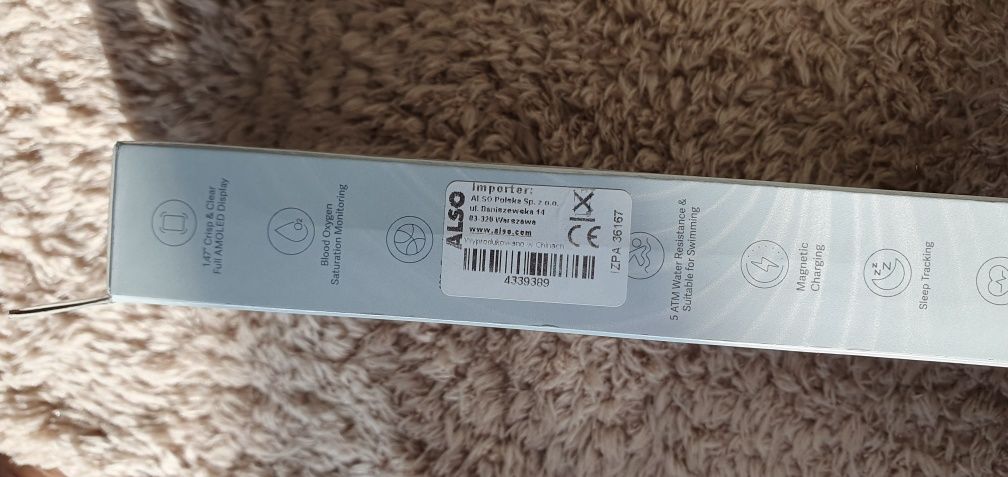 1.47" Crisp & Clear
Full AMOLED Display
O2
Blood Oxygen
Saturation Monitoring
ALSO
Importer:
ALSO Polska Sp. z o.o.
ul. Daniszewska 14
03-320 Warszawa
www.also.com
Wyprodukowano w Chinach
4339389
IZPA 36167
CE
5 ATM Water Resistance &
Suitable for Swimming
Magnetic
Charging
z z z
Sleep Tracking